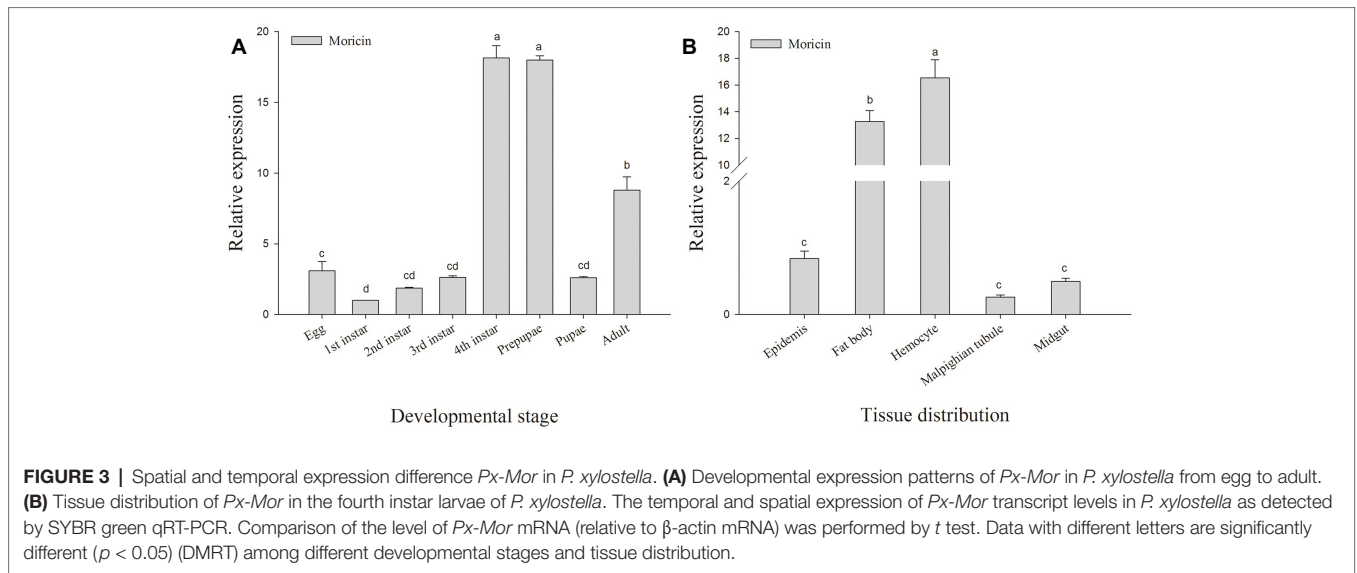 A
Moricin
Relative expression
20
15
10
5
0
c
d
cd
cd
a
a
cd
b
Egg
1st instar
2nd instar
3rd instar
4th instar
Prepupae
Pupae
Adult
Developmental stage
B
Moricin
Relative expression
20
18
16
14
12
10
2
0
c
b
a
c
c
Epidemis
Fat body
Hemocyte
Malpighian tubule
Midgut
Tissue distribution
FIGURE 3 | Spatial and temporal expression difference Px-Mor in P. xylostella. (A) Developmental expression patterns of Px-Mor in P. xylostella from egg to adult.
(B) Tissue distribution of Px-Mor in the fourth instar larvae of P. xylostella. The temporal and spatial expression of Px-Mor transcript levels in P. xylostella as detected
by SYBR green qRT-PCR. Comparison of the level of Px-Mor mRNA (relative to β-actin mRNA) was performed by t test. Data with different letters are significantly
different (p < 0.05) (DMRT) among different developmental stages and tissue distribution.